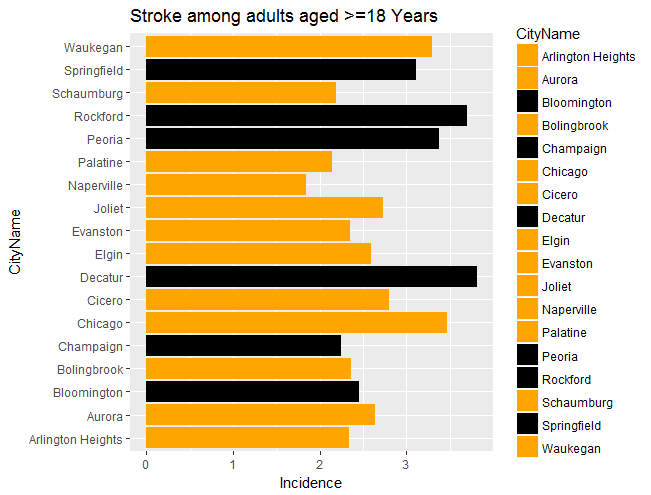 Stroke among adults aged >=18 Years
CityName
Waukegan
Springfield
Schaumburg
Rockford
Peoria
Palatine
Naperville
Joliet
Evanston
Elgin
Decatur
Cicero
Chicago
Champaign
Bolingbrook
Bloomington
Aurora
Arlington Heights
0 1 2 3
Incidence
CityName
Arlington Heights
Aurora
Bloomington
Bolingbrook
Champaign
Chicago
Cicero
Decatur
Elgin
Evanston
Joliet
Naperville
Palatine
Peoria
Rockford
Schaumburg
Springfield
Waukegan